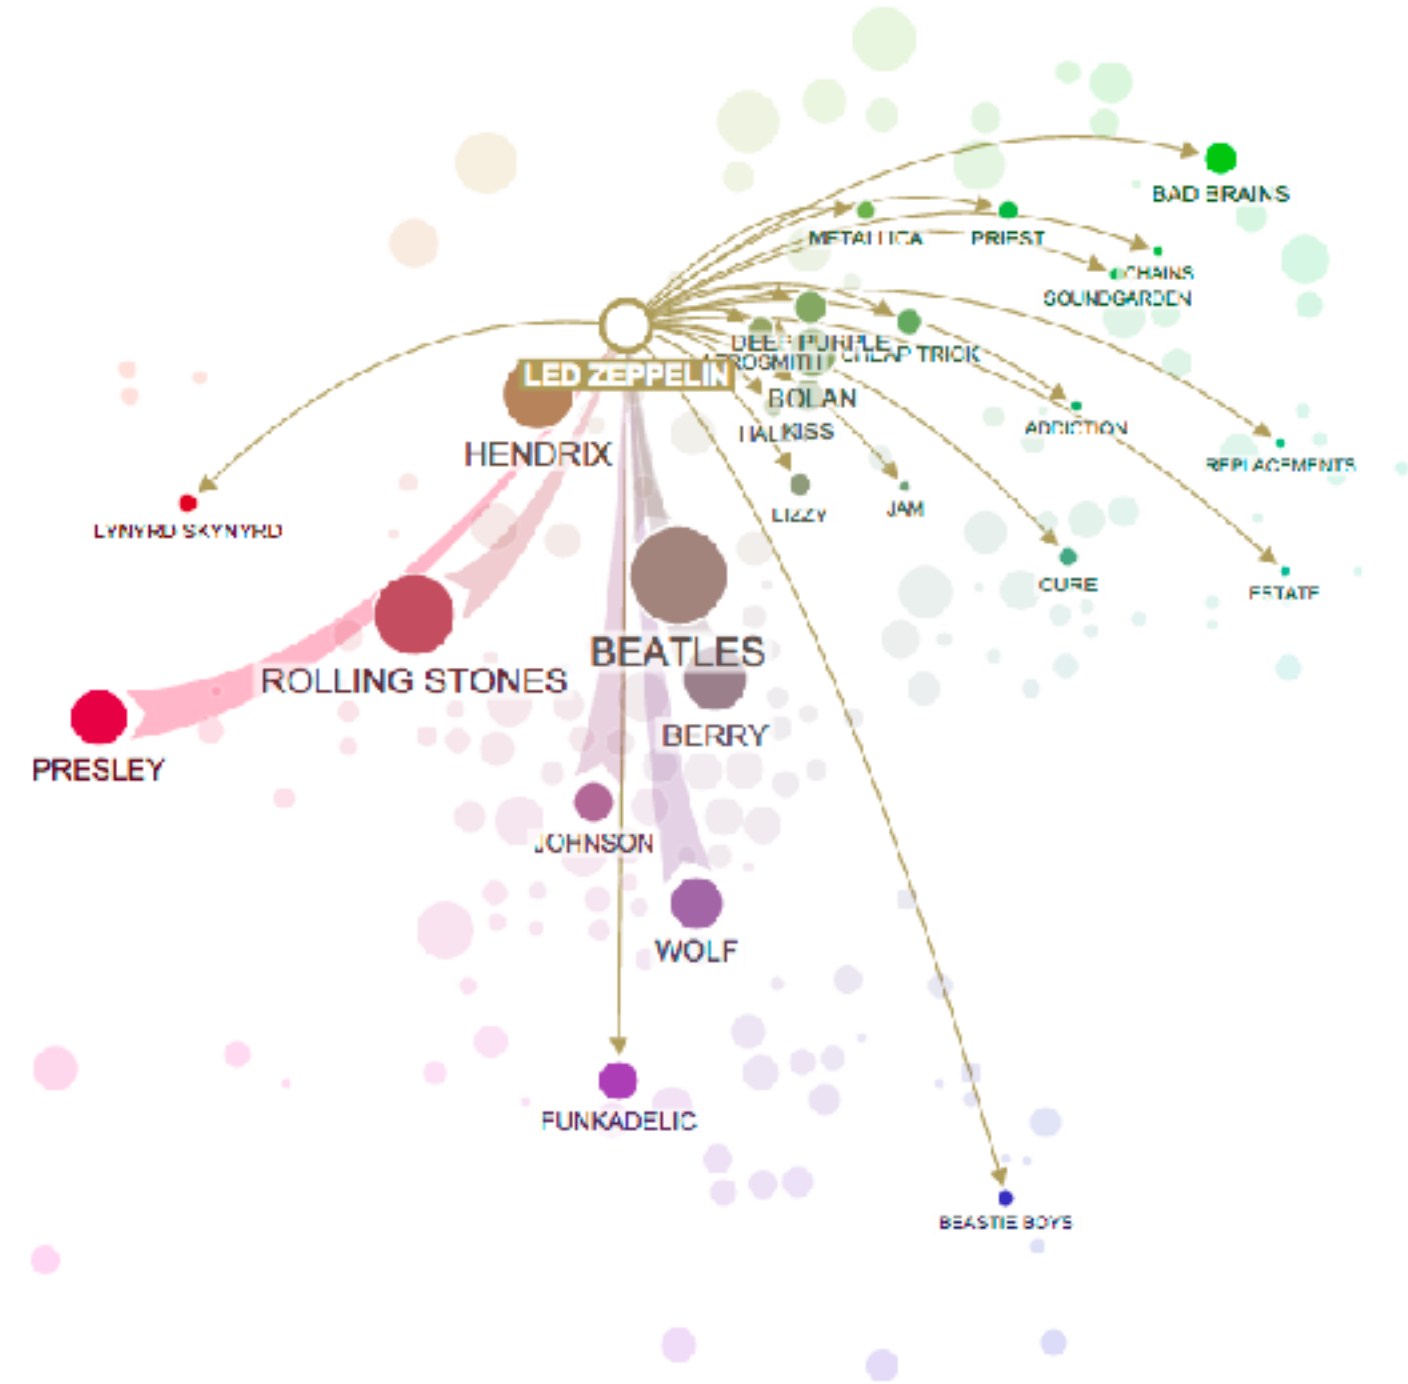 BAD BRAINS
METALLICA
PRIEST
CHAINS
SOUNDGARDEN
DEEP PURPLE
AEROSMITH
CHEAP TRICK
LED ZEPPELIN
BOLAN
KISS
ADDICTION
HENDRIX
REPLACEMENTS
LIZZY
JAM
LYNYRD SKYNYRD
CURE
ESTATE
BEATLES
ROLLING STONES
BERRY
PRESLEY
JOHNSON
WOLF
FUNKADELIC
BEASTIE BOYS